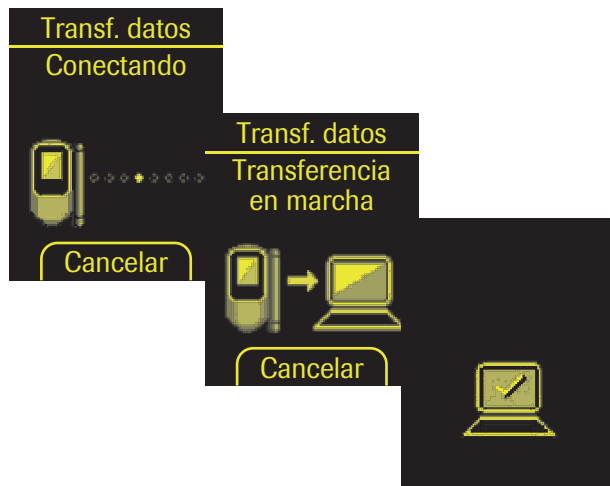 Transf. datos
Conectando
Cancelar
Transf. datos
Transferencia
en marcha
Cancelar